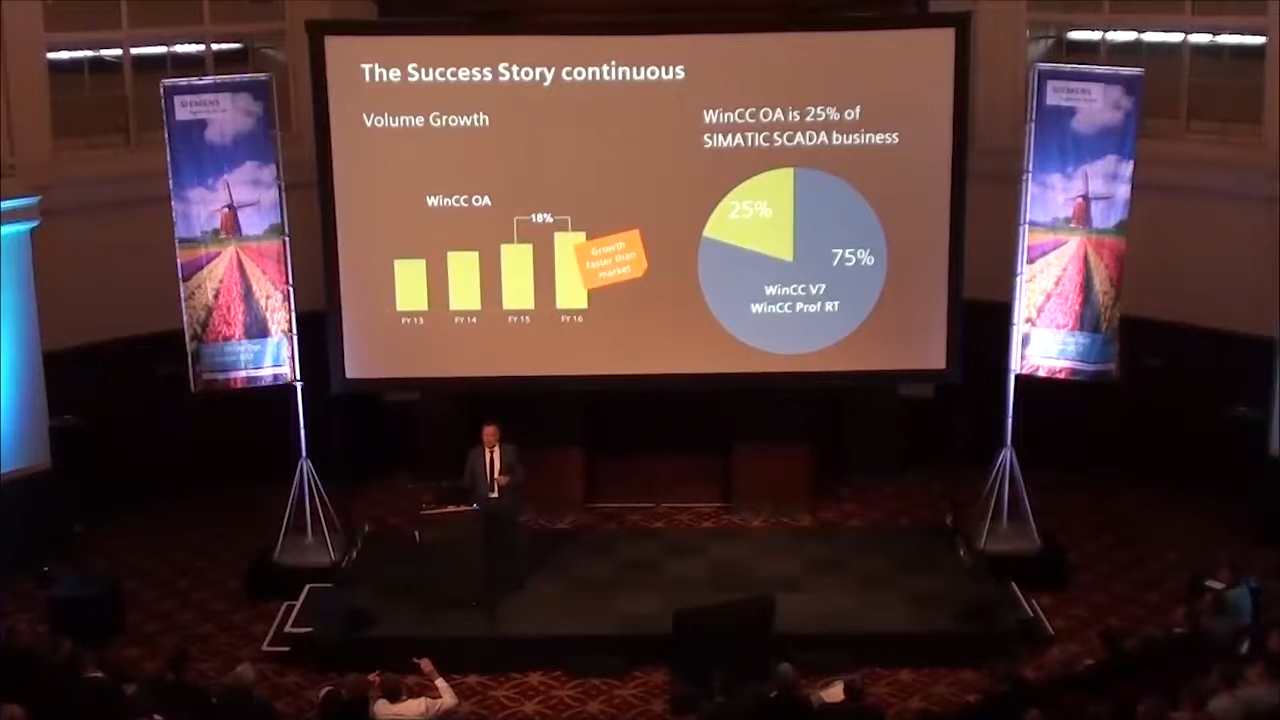 The Success Story continuous
Volume Growth
WinCC OA is 25% of
SIMATIC SCADA business
WinCC OA
18%
Growth
faster than
market
FY 13
FY 14
FY 15
FY 16
25%
75%
WinCC V7
WinCC Prof RT
SIEMENS
SIEMENS